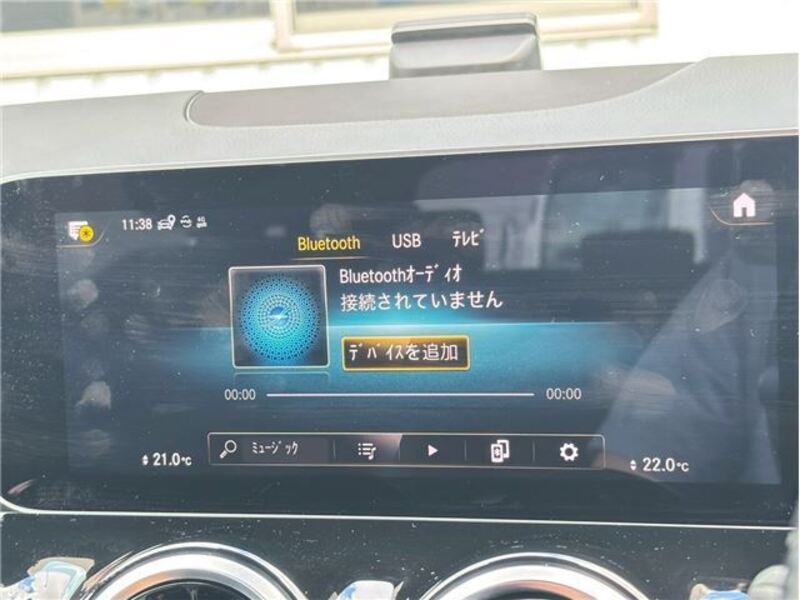 11:38 4G
Bluetooth USB ﾃﾚﾋﾞ
Bluetoothｵｰﾃﾞｨｵ
接続されていません
ﾃﾞﾊﾞｲｽを追加
00:00 00:00
ﾐｭｰｼﾞｯｸ
21.0℃ 22.0℃